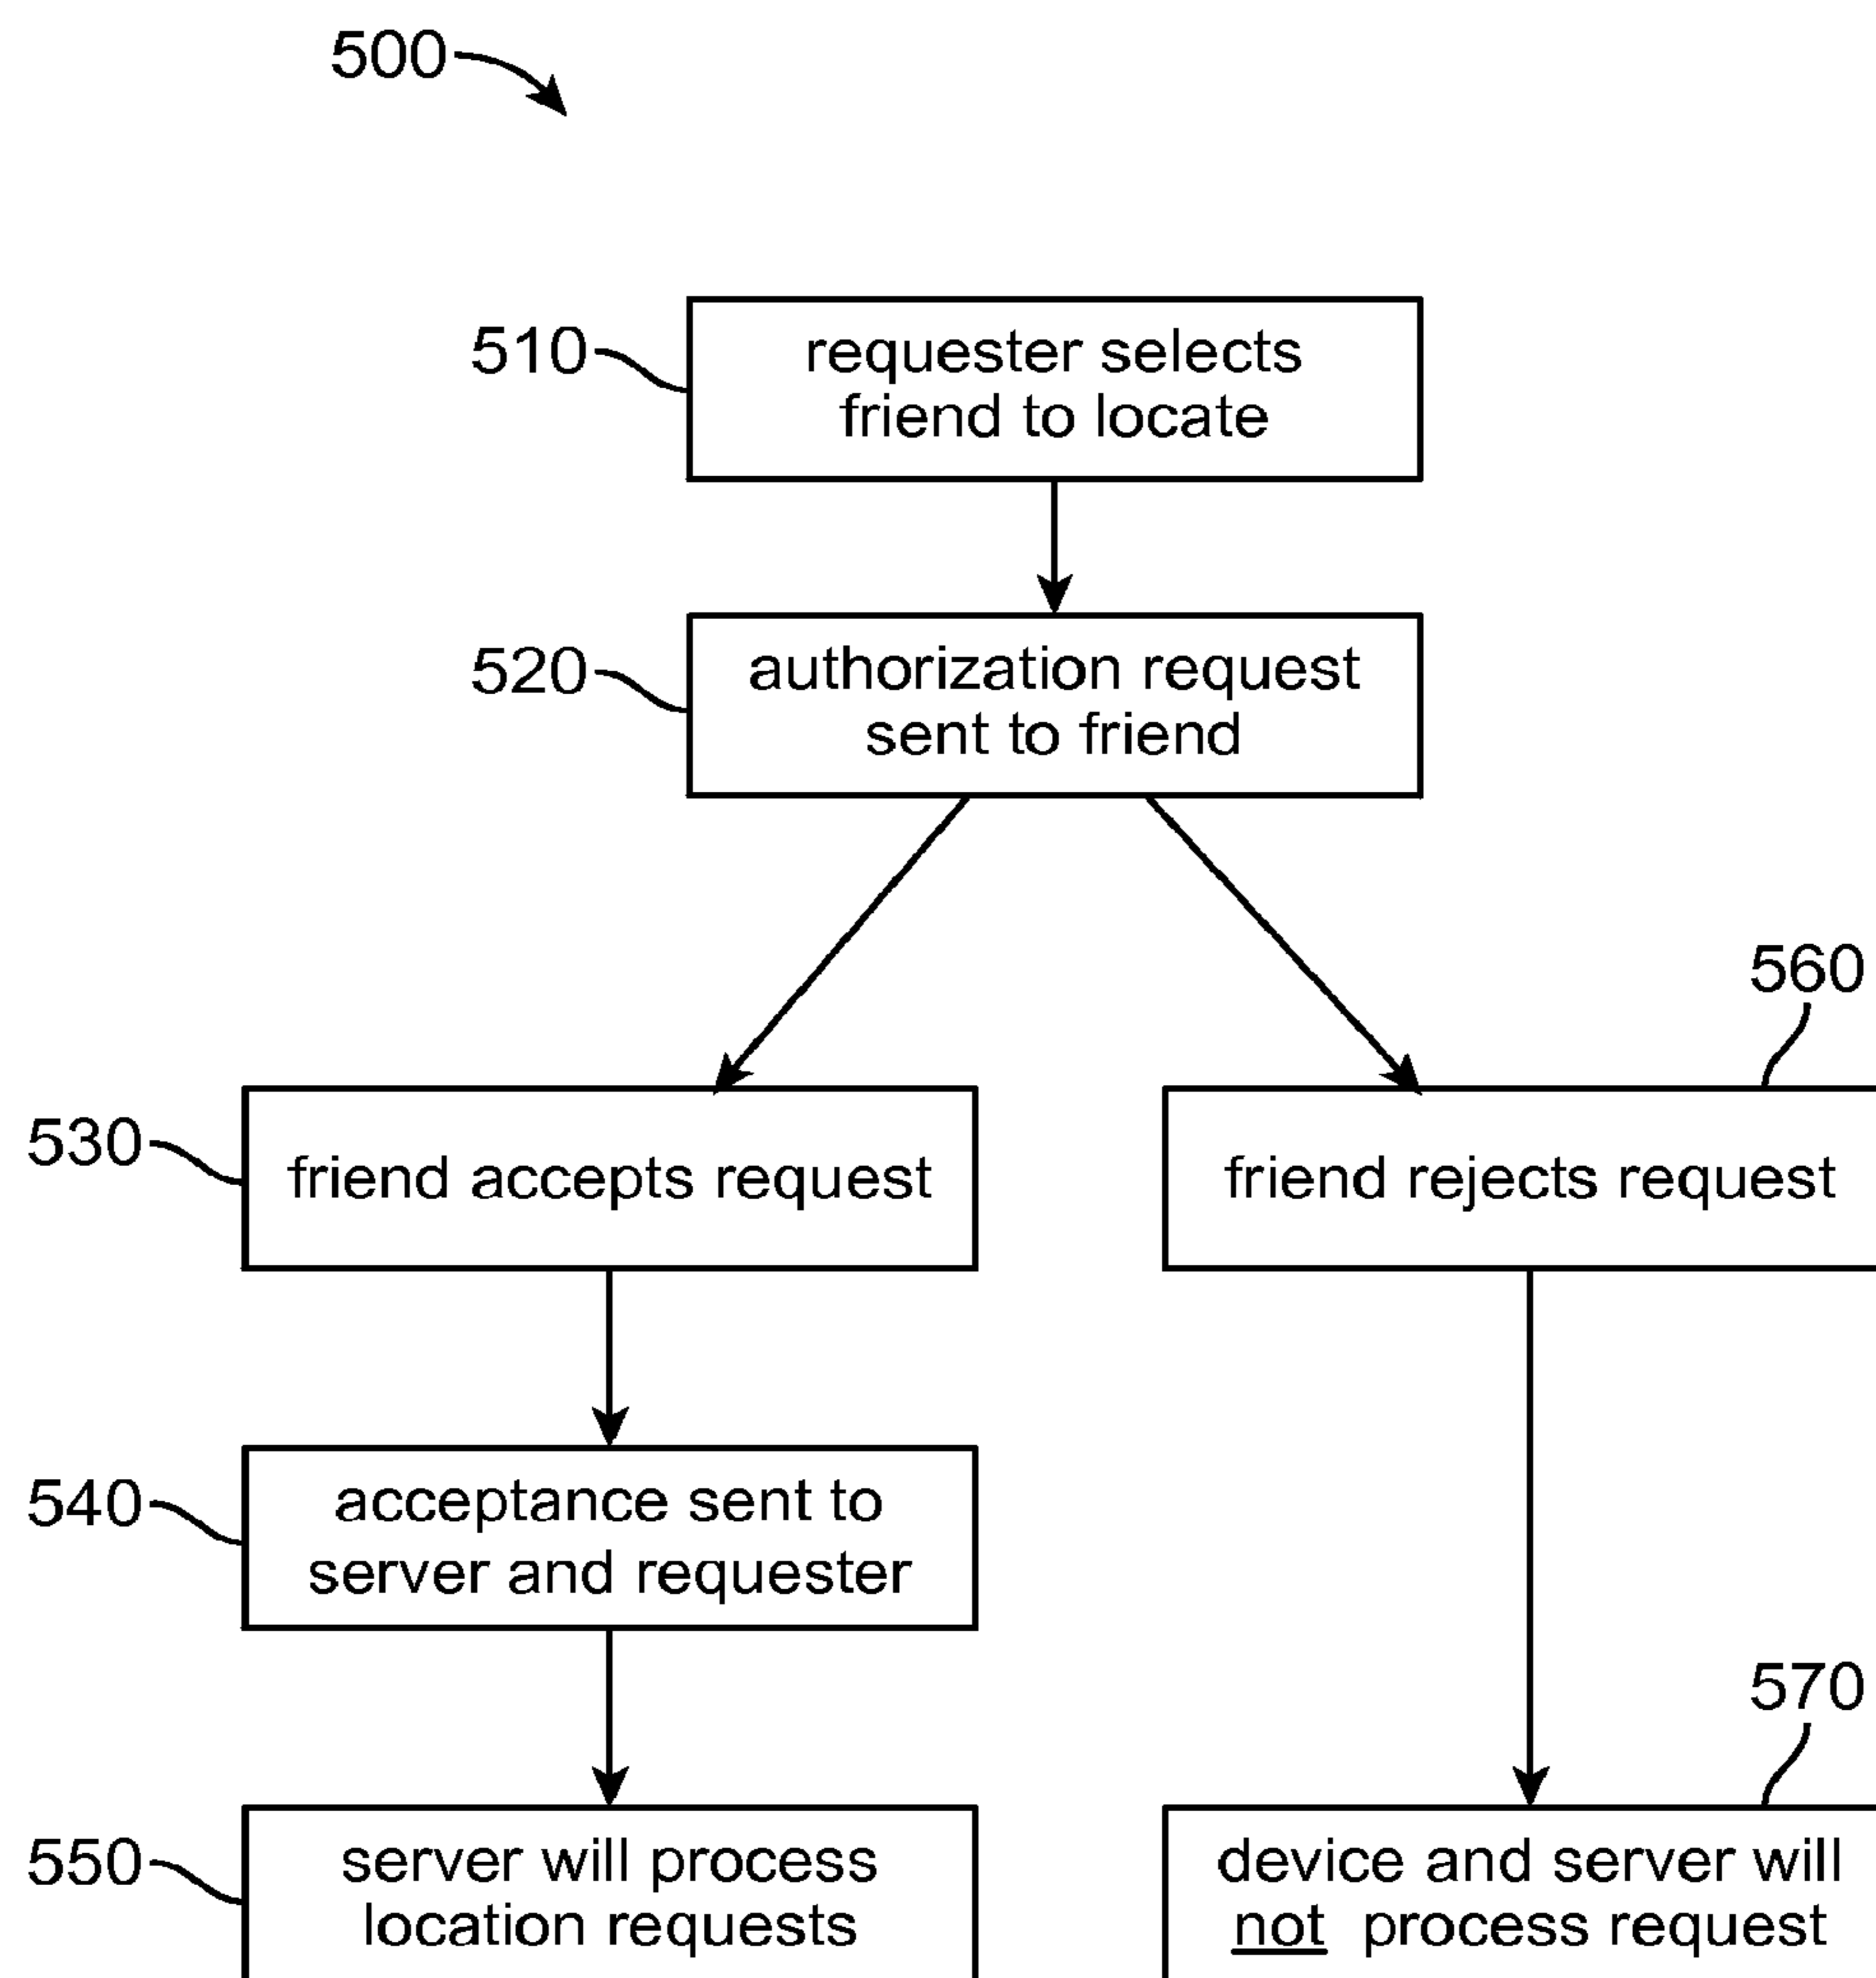 500
510
requester selects
friend to locate
520
authorization request
sent to friend
530
friend accepts request
540
acceptance sent to
server and requester
550
server will process
location requests
560
friend rejects request
570
device and server will
not process request